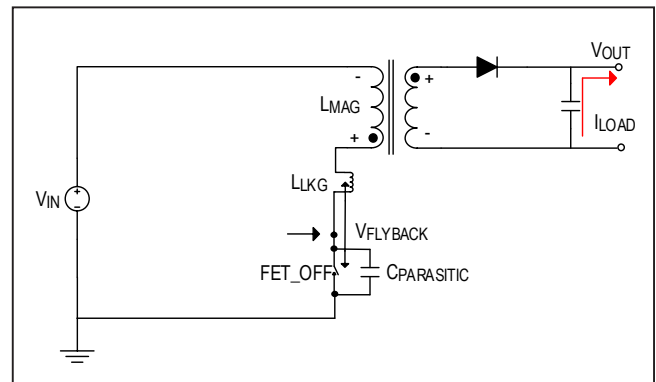 VOUT
-
+
LMAG
ILOAD
+
-
LLKG
VIN
+
-
VFLYBACK
FET_OFF
CPARASITIC